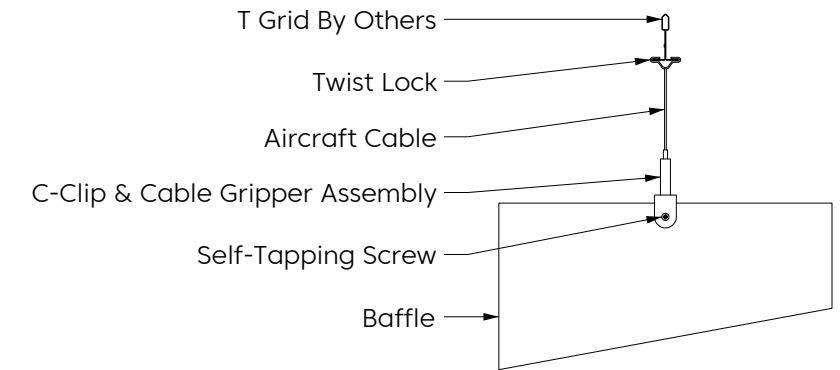 T Grid By Others
Twist Lock
Aircraft Cable
C-Clip & Cable Gripper Assembly
Self-Tapping Screw
Baffle